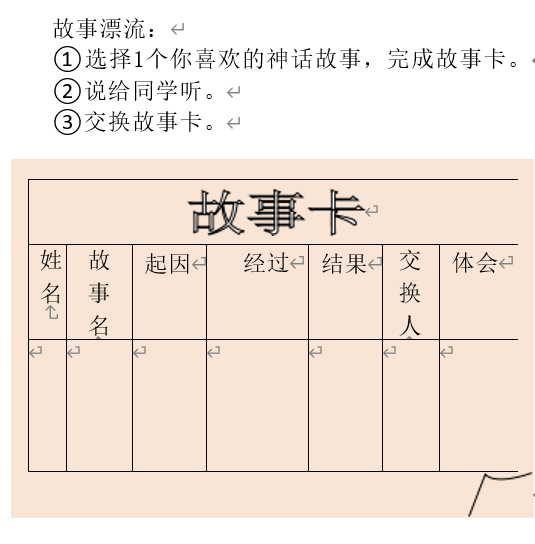 故事漂流：
①选择1个你喜欢的神话故事，完成故事卡。
②说给同学听。
③交换故事卡。
故事卡
姓名 故事名 起因 经过 结果 交换人 体会